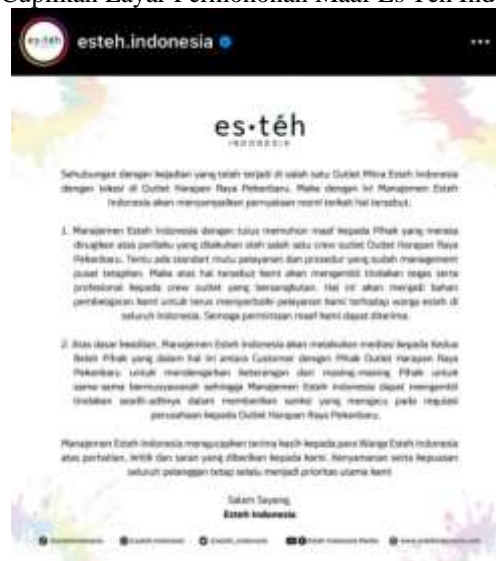 Cuplikan Layar Permohonan Maaf Es Teh Ind
esteh.indonesia
es•téh
INDONESIA
Sehubungan dengan kejadian yang telah terjadi di salah satu Outlet Mitra Esteh Indonesia
dengan lokasi di Outlet Harapan Raya Pekanbaru. Maka dengan ini Manajemen Esteh
Indonesia akan menyampaikan pernyataan resmi terkait hal tersebut.
1. Manajemen Esteh Indonesia dengan tulus memohon maaf kepada Pihak yang merasa
dirugikan atas perilaku yang dilakukan oleh salah satu crew outlet Outlet Harapan Raya
Pekanbaru. Tentu ada standart mutu pelayanan dan prosedur yang sudah management
pusat tetapkan. Maka atas hal tersebut kami akan mengambil tindakan tegas serta
profesional kepada crew outlet yang bersangkutan. Hal ini akan menjadi bahan
pembelajaran kami untuk terus memperbaiki pelayanan kami terhadap warga esteh di
seluruh Indonesia. Semoga permintaan maaf kami dapat diterima.
2. Atas dasar keadilan, Manajemen Esteh Indonesia akan melakukan mediasi kepada Kedua
Belah Pihak yang dalam hal ini antara Customer dengan Pihak Outlet Harapan Raya
Pekanbaru untuk mendengarkan keterangan dari masing-masing Pihak untuk
sama-sama bermusyawarah sehingga Manajemen Esteh Indonesia dapat mengambil
tindakan seadil-adilnya dalam memberikan sanksi yang mengacu pada regulasi
perusahaan kepada Outlet Harapan Raya Pekanbaru.
Manajemen Esteh Indonesia mengucapkan terima kasih kepada para Warga Esteh Indonesia
atas perhatian, kritik dan saran yang diberikan kepada kami. Kenyamanan serta kepuasan
seluruh pelanggan tetap selalu menjadi prioritas utama kami
Salam Sayang,
Esteh Indonesia